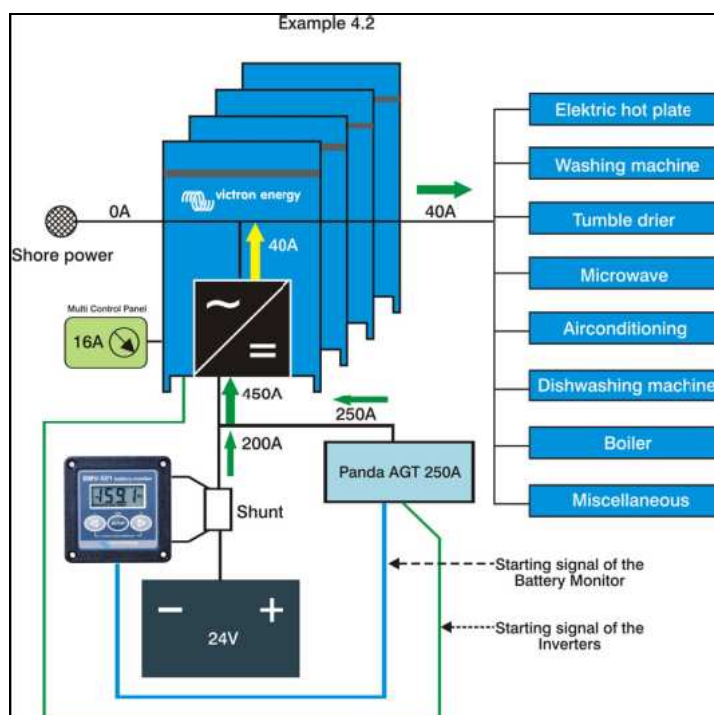 Example 4.2
victron energy
0A
40A
40A
Shore power
Multi Control Panel
16A
~
=
450A
250A
200A
Panda AGT 250A
Shunt
battery monitor
24V
Elektric hot plate
Washing machine
Tumble drier
Microwave
Airconditioning
Dishwashing machine
Boiler
Miscellaneous
Starting signal of the
Battery Monitor
Starting signal of the
Inverters